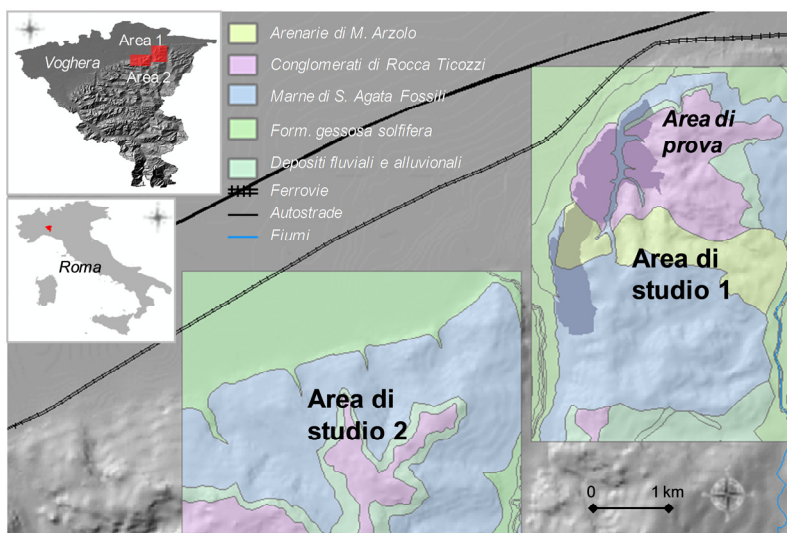 Area 1
Voghera
Area 2
Roma
Arenarie di M. Arzolo
Conglomerati di Rocca Ticozzi
Marne di S. Agata Fossili
Form. gessosa solfifera
Depositi fluviali e alluvionali
Ferrovie
Autostrade
Fiumi
Area di
prova
Area di
studio 1
Area di
studio 2
0 1 km